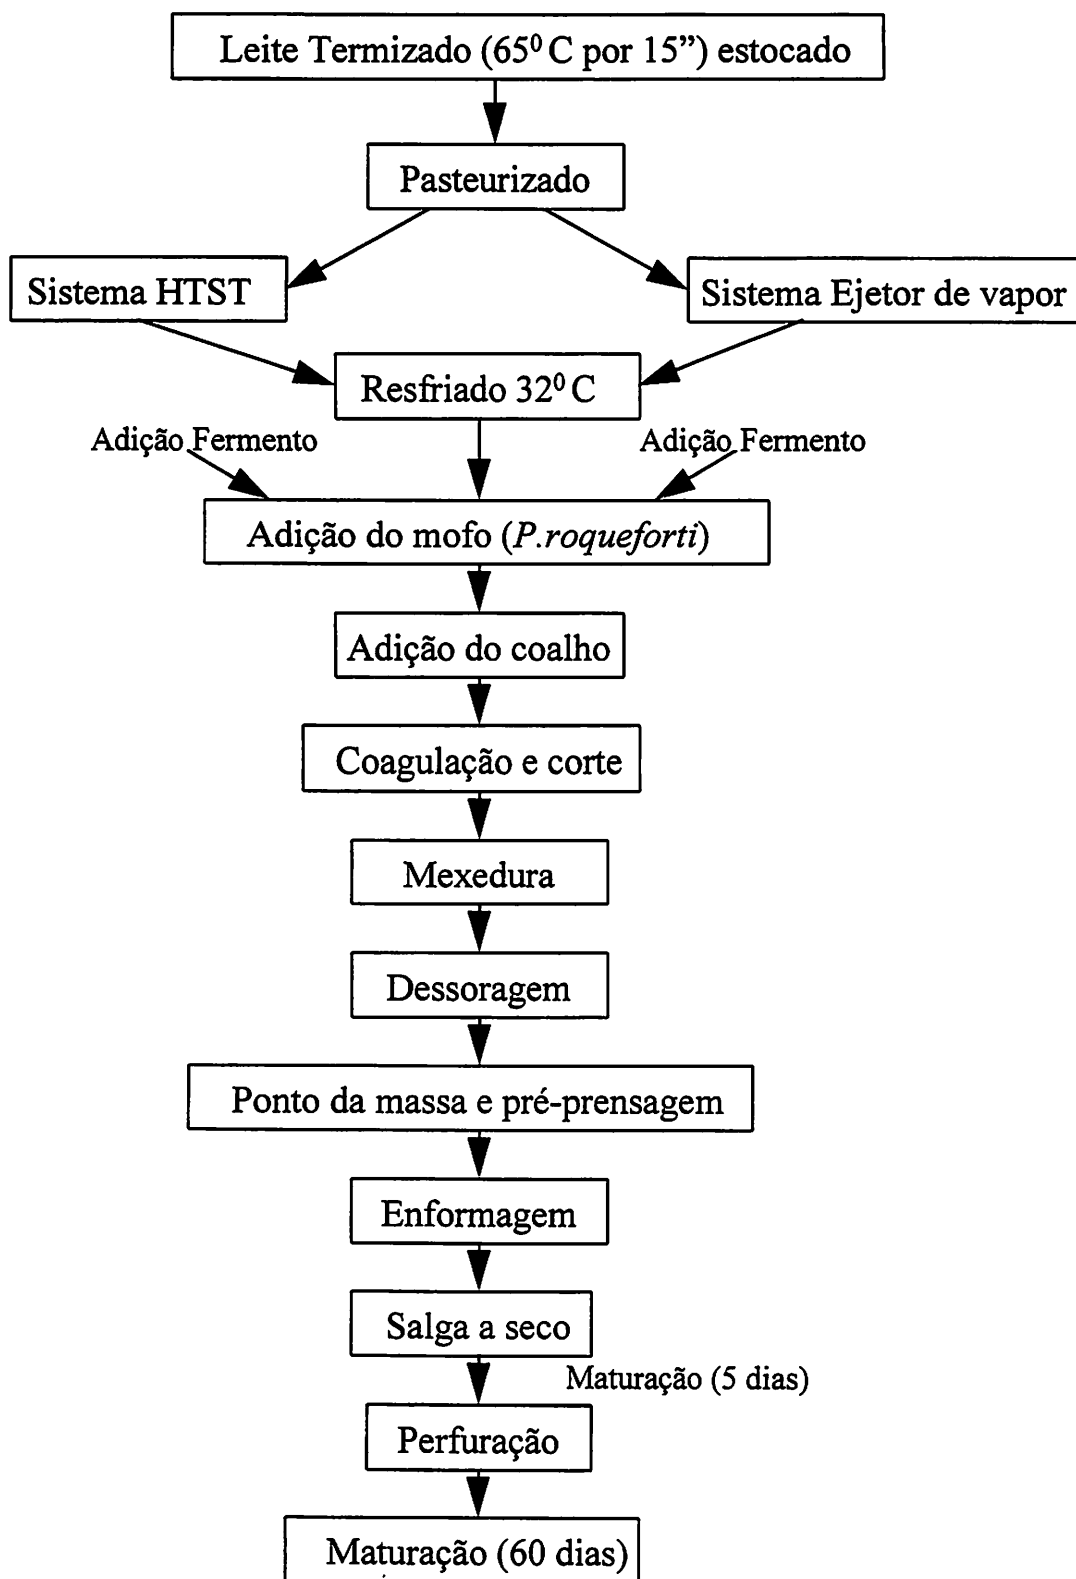 Leite Termizado (65⁰ C por 15”) estocado
Pasteurizado
Sistema HTST
Sistema Ejetor de vapor
Resfriado 32⁰ C
Adição Fermento
Adição Fermento
Adição do mofo (P.roqueforti)
Adição do coalho
Coagulação e corte
Mexedura
Dessoragem
Ponto da massa e pré-prensagem
Enformagem
Salga a seco
Maturação (5 dias)
Perfuração
Maturação (60 dias)